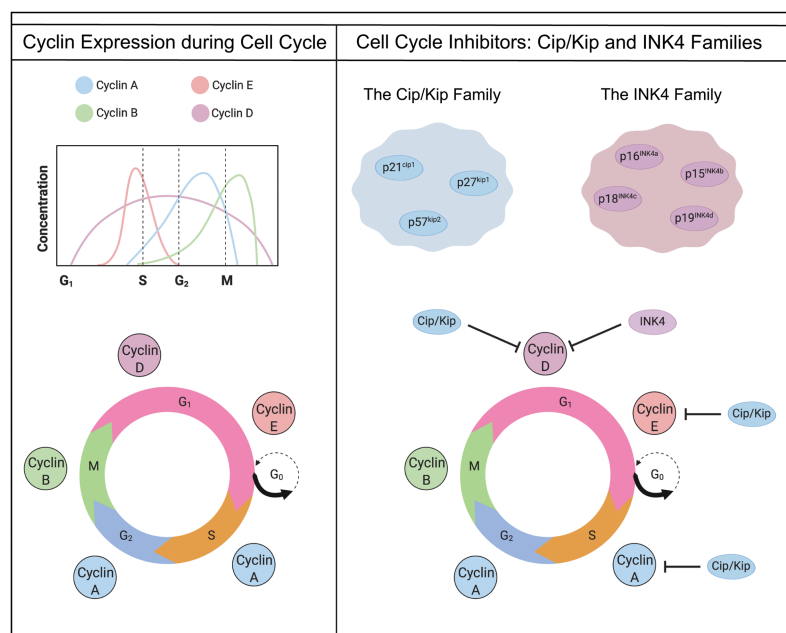 Cyclin Expression during Cell Cycle
Cyclin A
Cyclin E
Cyclin B
Cyclin D
Concentration
G₁ S G₂ M
Cyclin
D
G₁
Cyclin
E
M
Cyclin
B
G₀
G₂
S
Cyclin
A
Cyclin
A
Cell Cycle Inhibitors: Cip/Kip and INK4 Families
The Cip/Kip Family
The INK4 Family
p21ᶜⁱᵖ¹
p27ᵏⁱᵖ¹
p57ᵏⁱᵖ²
p16ᴵᴺᴷ⁴ᵃ
p15ᴵᴺᴷ⁴ᵇ
p18ᴵᴺᴷ⁴ᶜ
p19ᴵᴺᴷ⁴ᵈ
Cip/Kip
INK4
Cyclin
D
G₁
Cyclin
E
Cip/Kip
M
Cyclin
B
G₀
G₂
S
Cyclin
A
Cip/Kip